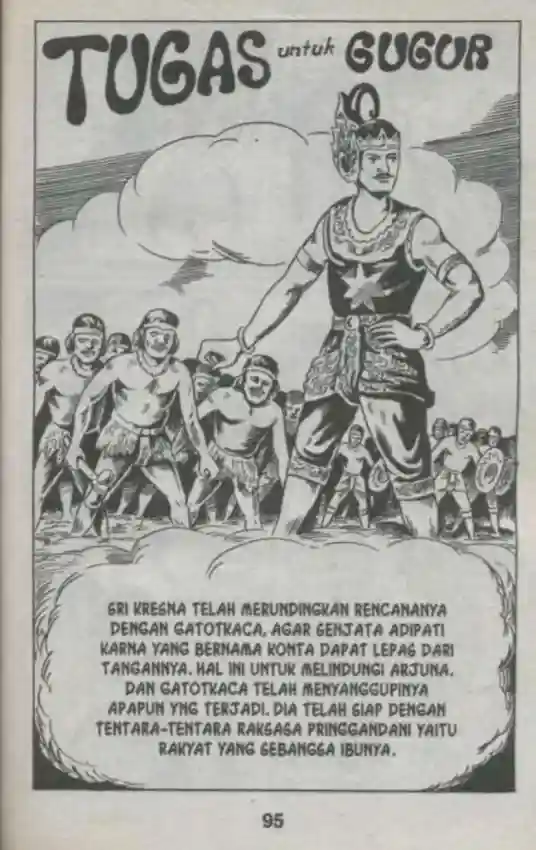 TUGAS untuk GUGUR
SRI KRESNA TELAH MERUNDINGKAN RENCANANYA
DENGAN GATOTKACA, AGAR SENJATA ADIPATI
KARNA YANG BERNAMA KONTA DAPAT LEPAS DARI
TANGANNYA. HAL INI UNTUK MELINDUNGI ARJUNA.
DAN GATOTKACA TELAH MENYANGGUPINYA
APAPUN YNG TERJADI. DIA TELAH SIAP DENGAN
TENTARA-TENTARA RAKSASA PRINGGANDANI YAITU
RAKYAT YANG SEBANGSA IBUNYA.
95